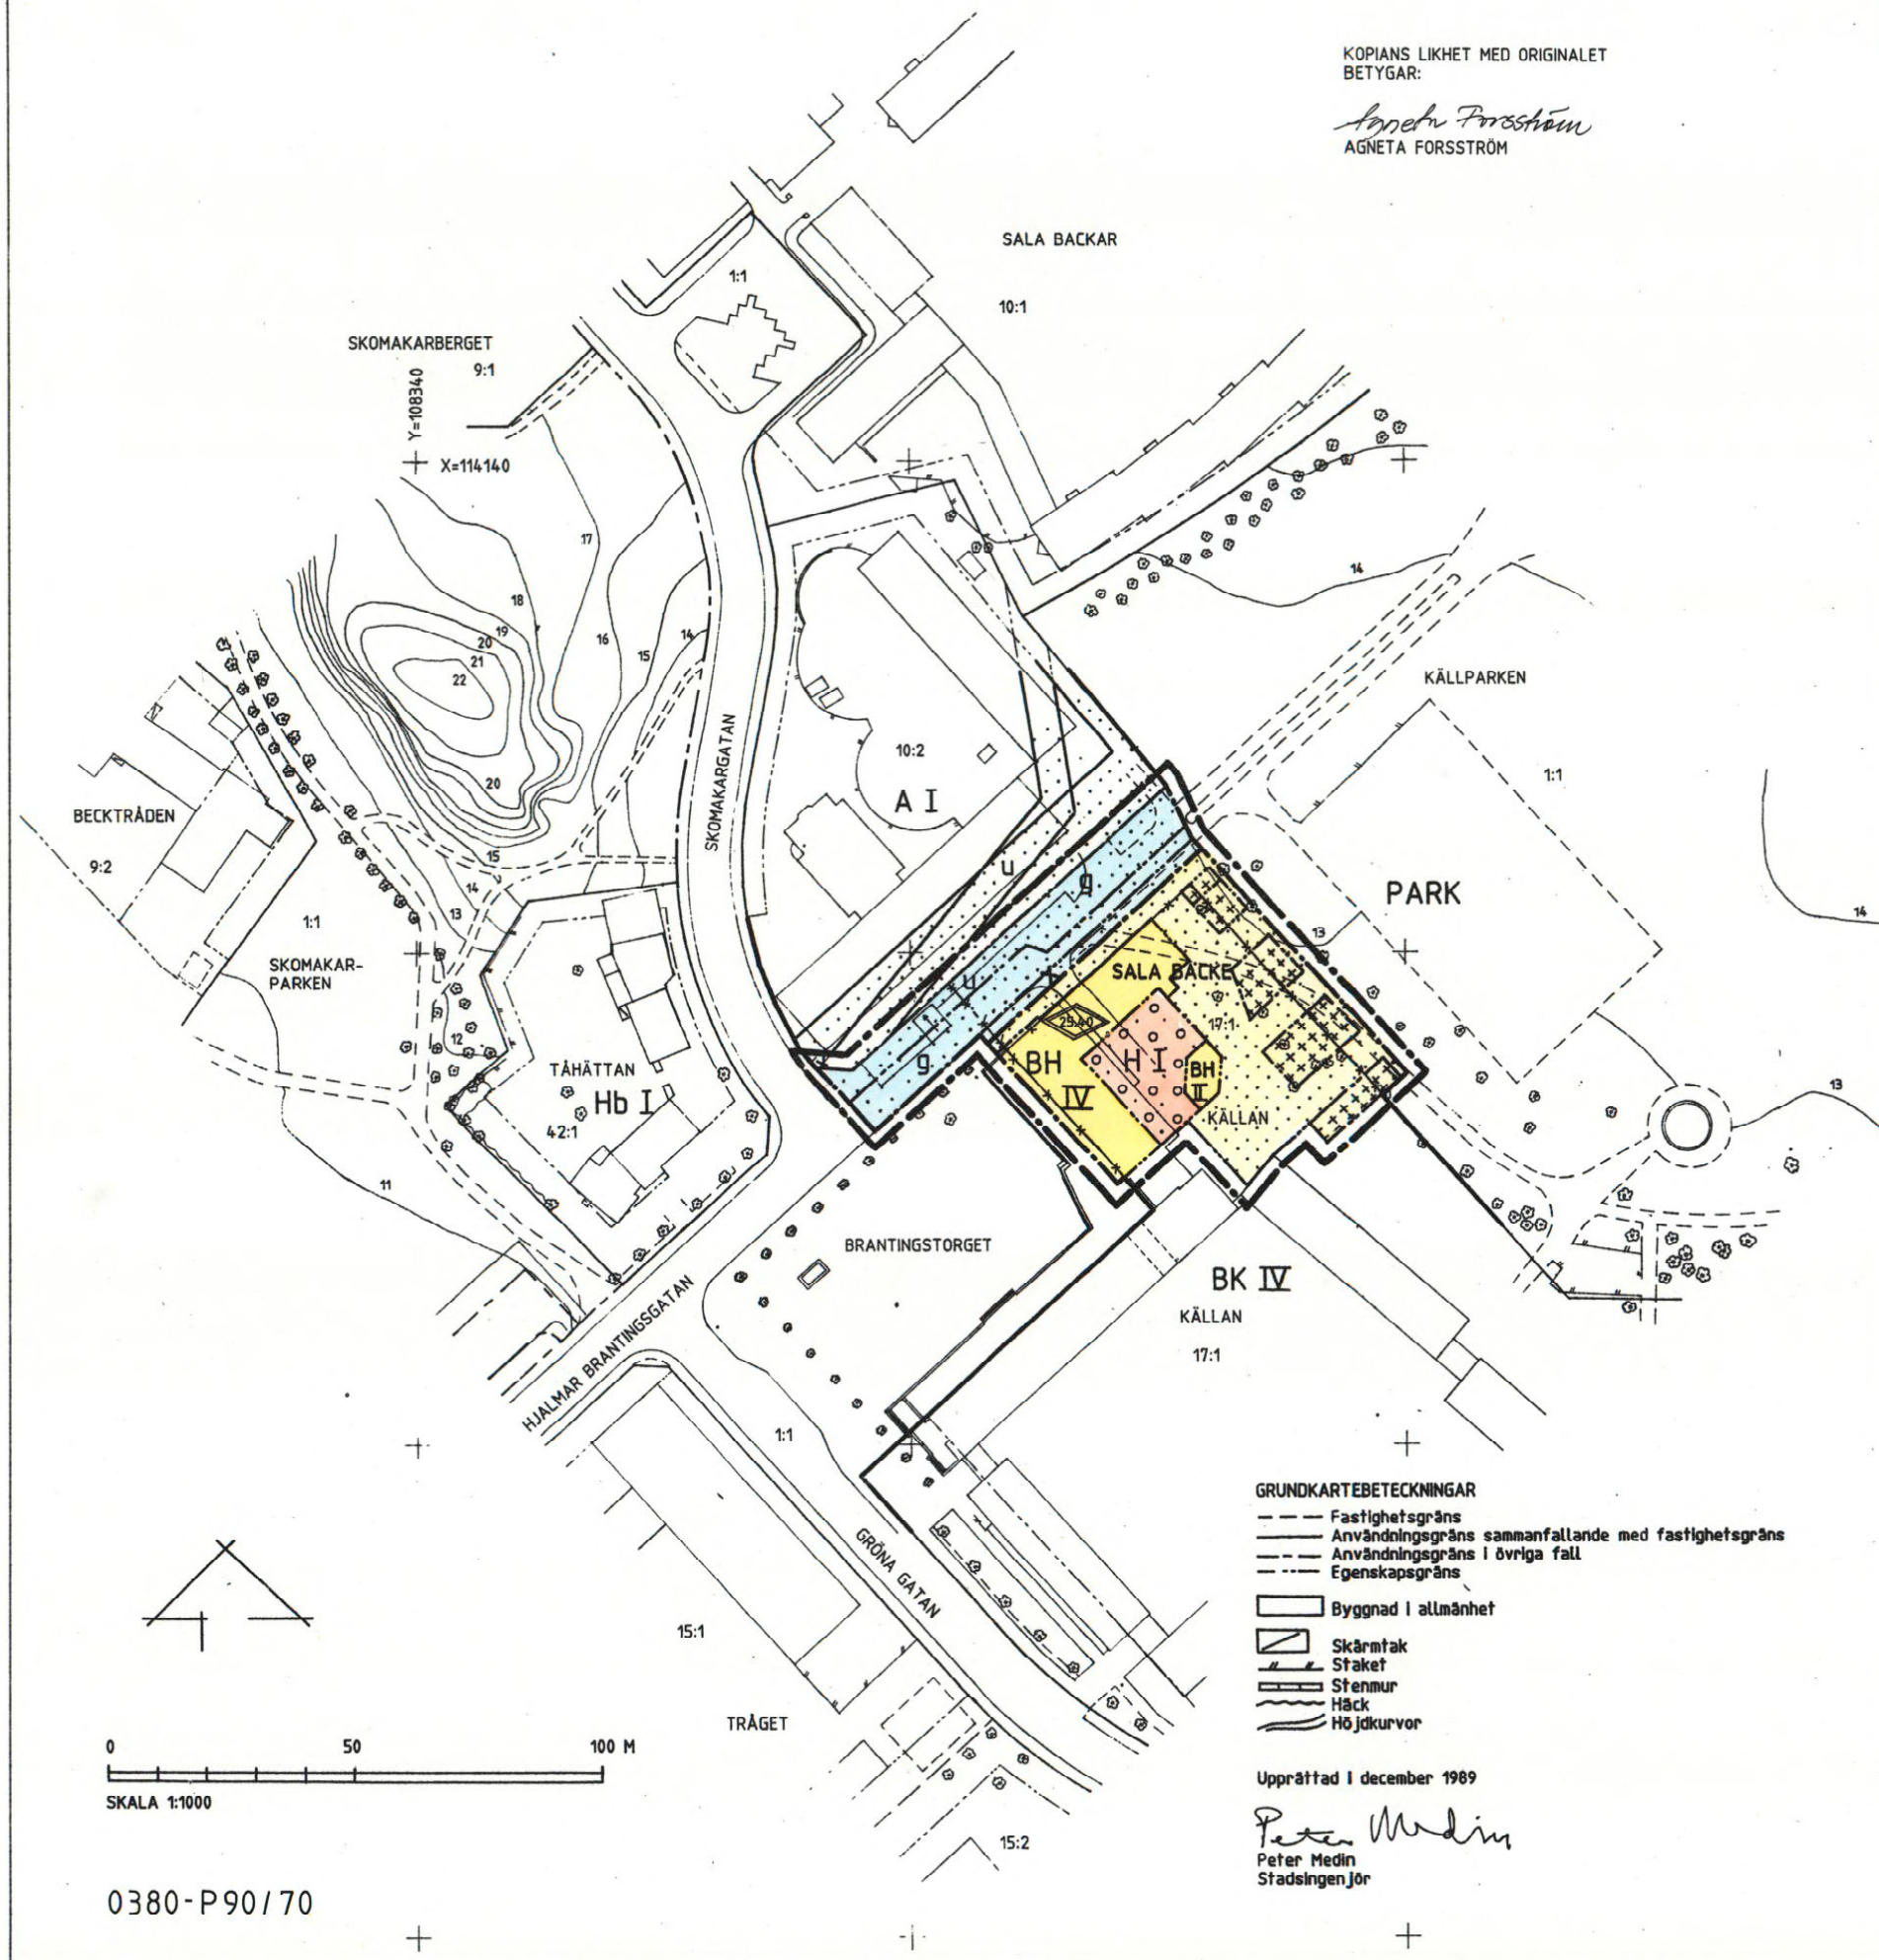 KOPIANS LIKHET MED ORIGINALET
BETYGAR:
Agneta Forsström
AGNETA FORSSTRÖM
SALA BACKAR
1:1
10:1
SKOMAKARBERGET
9:1
Y=108340
X=114140
17
14
18
19
20
16
14
21
15
22
KÄLLPARKEN
SKOMAKARGATAN
10:2
1:1
20
A I
BECKTRÅDEN
15
9:2
u
g
14
PARK
13
14
1:1
13
SKOMAKAR-
PARKEN
SALA BACKE
u
25.40
17:1
12
BH
H I
BH
II
TÅHÄTTAN
g
IV
13
Hb I
KÄLLAN
42:1
11
BRANTINGSTORGET
BK IV
KÄLLAN
17:1
HJALMAR BRANTINGSGATAN
1:1
GRUNDKARTEBETECKNINGAR
Fastighetsgräns
Användningsgräns sammanfallande med fastighetsgräns
Användningsgräns i övriga fall
Egenskapsgräns
GRÖNA GATAN
Byggnad i allmänhet
15:1
Skärmtak
Staket
Stenmur
Häck
Höjdkurvor
TRÅGET
0 50 100 M
SKALA 1:1000
Upprättad i december 1989
Peter Medin
Peter Medin
Stadsingenjör
15:2
0380-P90/70